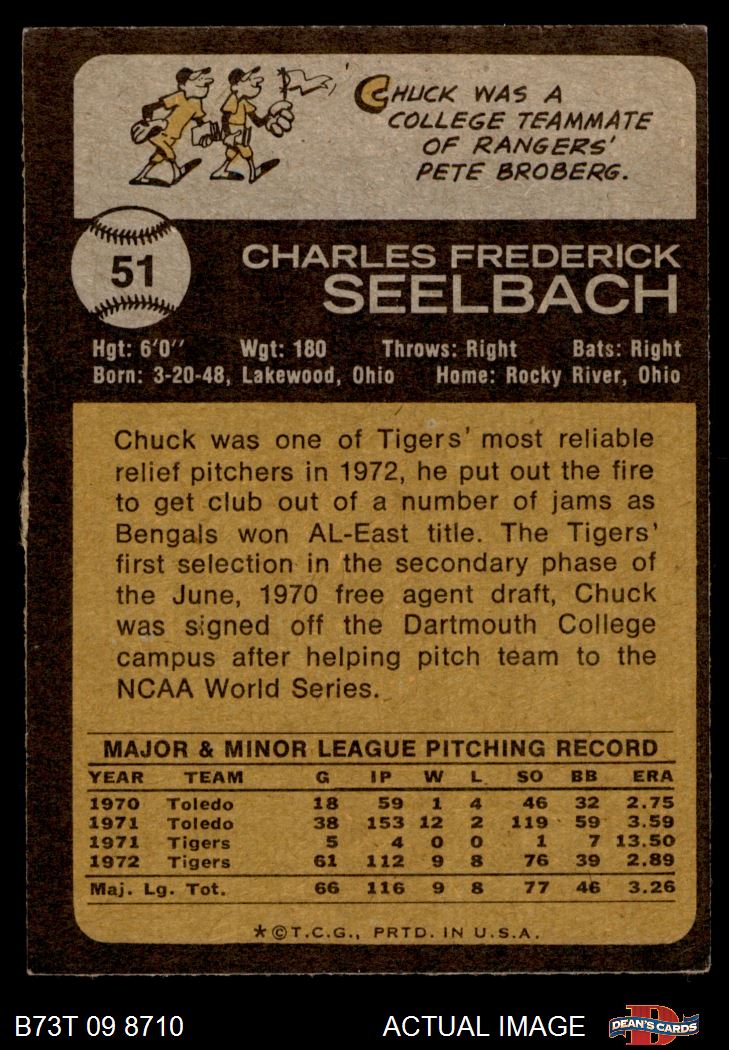 CHUCK WAS A
COLLEGE TEAMMATE
OF RANGERS'
PETE BROBERG.
51
CHARLES FREDERICK
SEELBACH
Hgt: 6'0" Wgt: 180 Throws: Right Bats: Right
Born: 3-20-48, Lakewood, Ohio Home: Rocky River, Ohio
Chuck was one of Tigers' most reliable
relief pitchers in 1972, he put out the fire
to get club out of a number of jams as
Bengals won AL-East title. The Tigers'
first selection in the secondary phase of
the June, 1970 free agent draft, Chuck
was signed off the Dartmouth College
campus after helping pitch team to the
NCAA World Series.
MAJOR & MINOR LEAGUE PITCHING RECORD
YEAR TEAM G IP W L SO BB ERA
1970 Toledo 18 59 1 4 46 32 2.75
1971 Toledo 38 153 12 2 119 59 3.59
1971 Tigers 5 4 0 0 1 7 13.50
1972 Tigers 61 112 9 8 76 39 2.89
Maj. Lg. Tot. 66 116 9 8 77 46 3.26
*©T.C.G., PRTD. IN U.S.A.
B73T 09 8710 ACTUAL IMAGE D DEAN'S CARDS